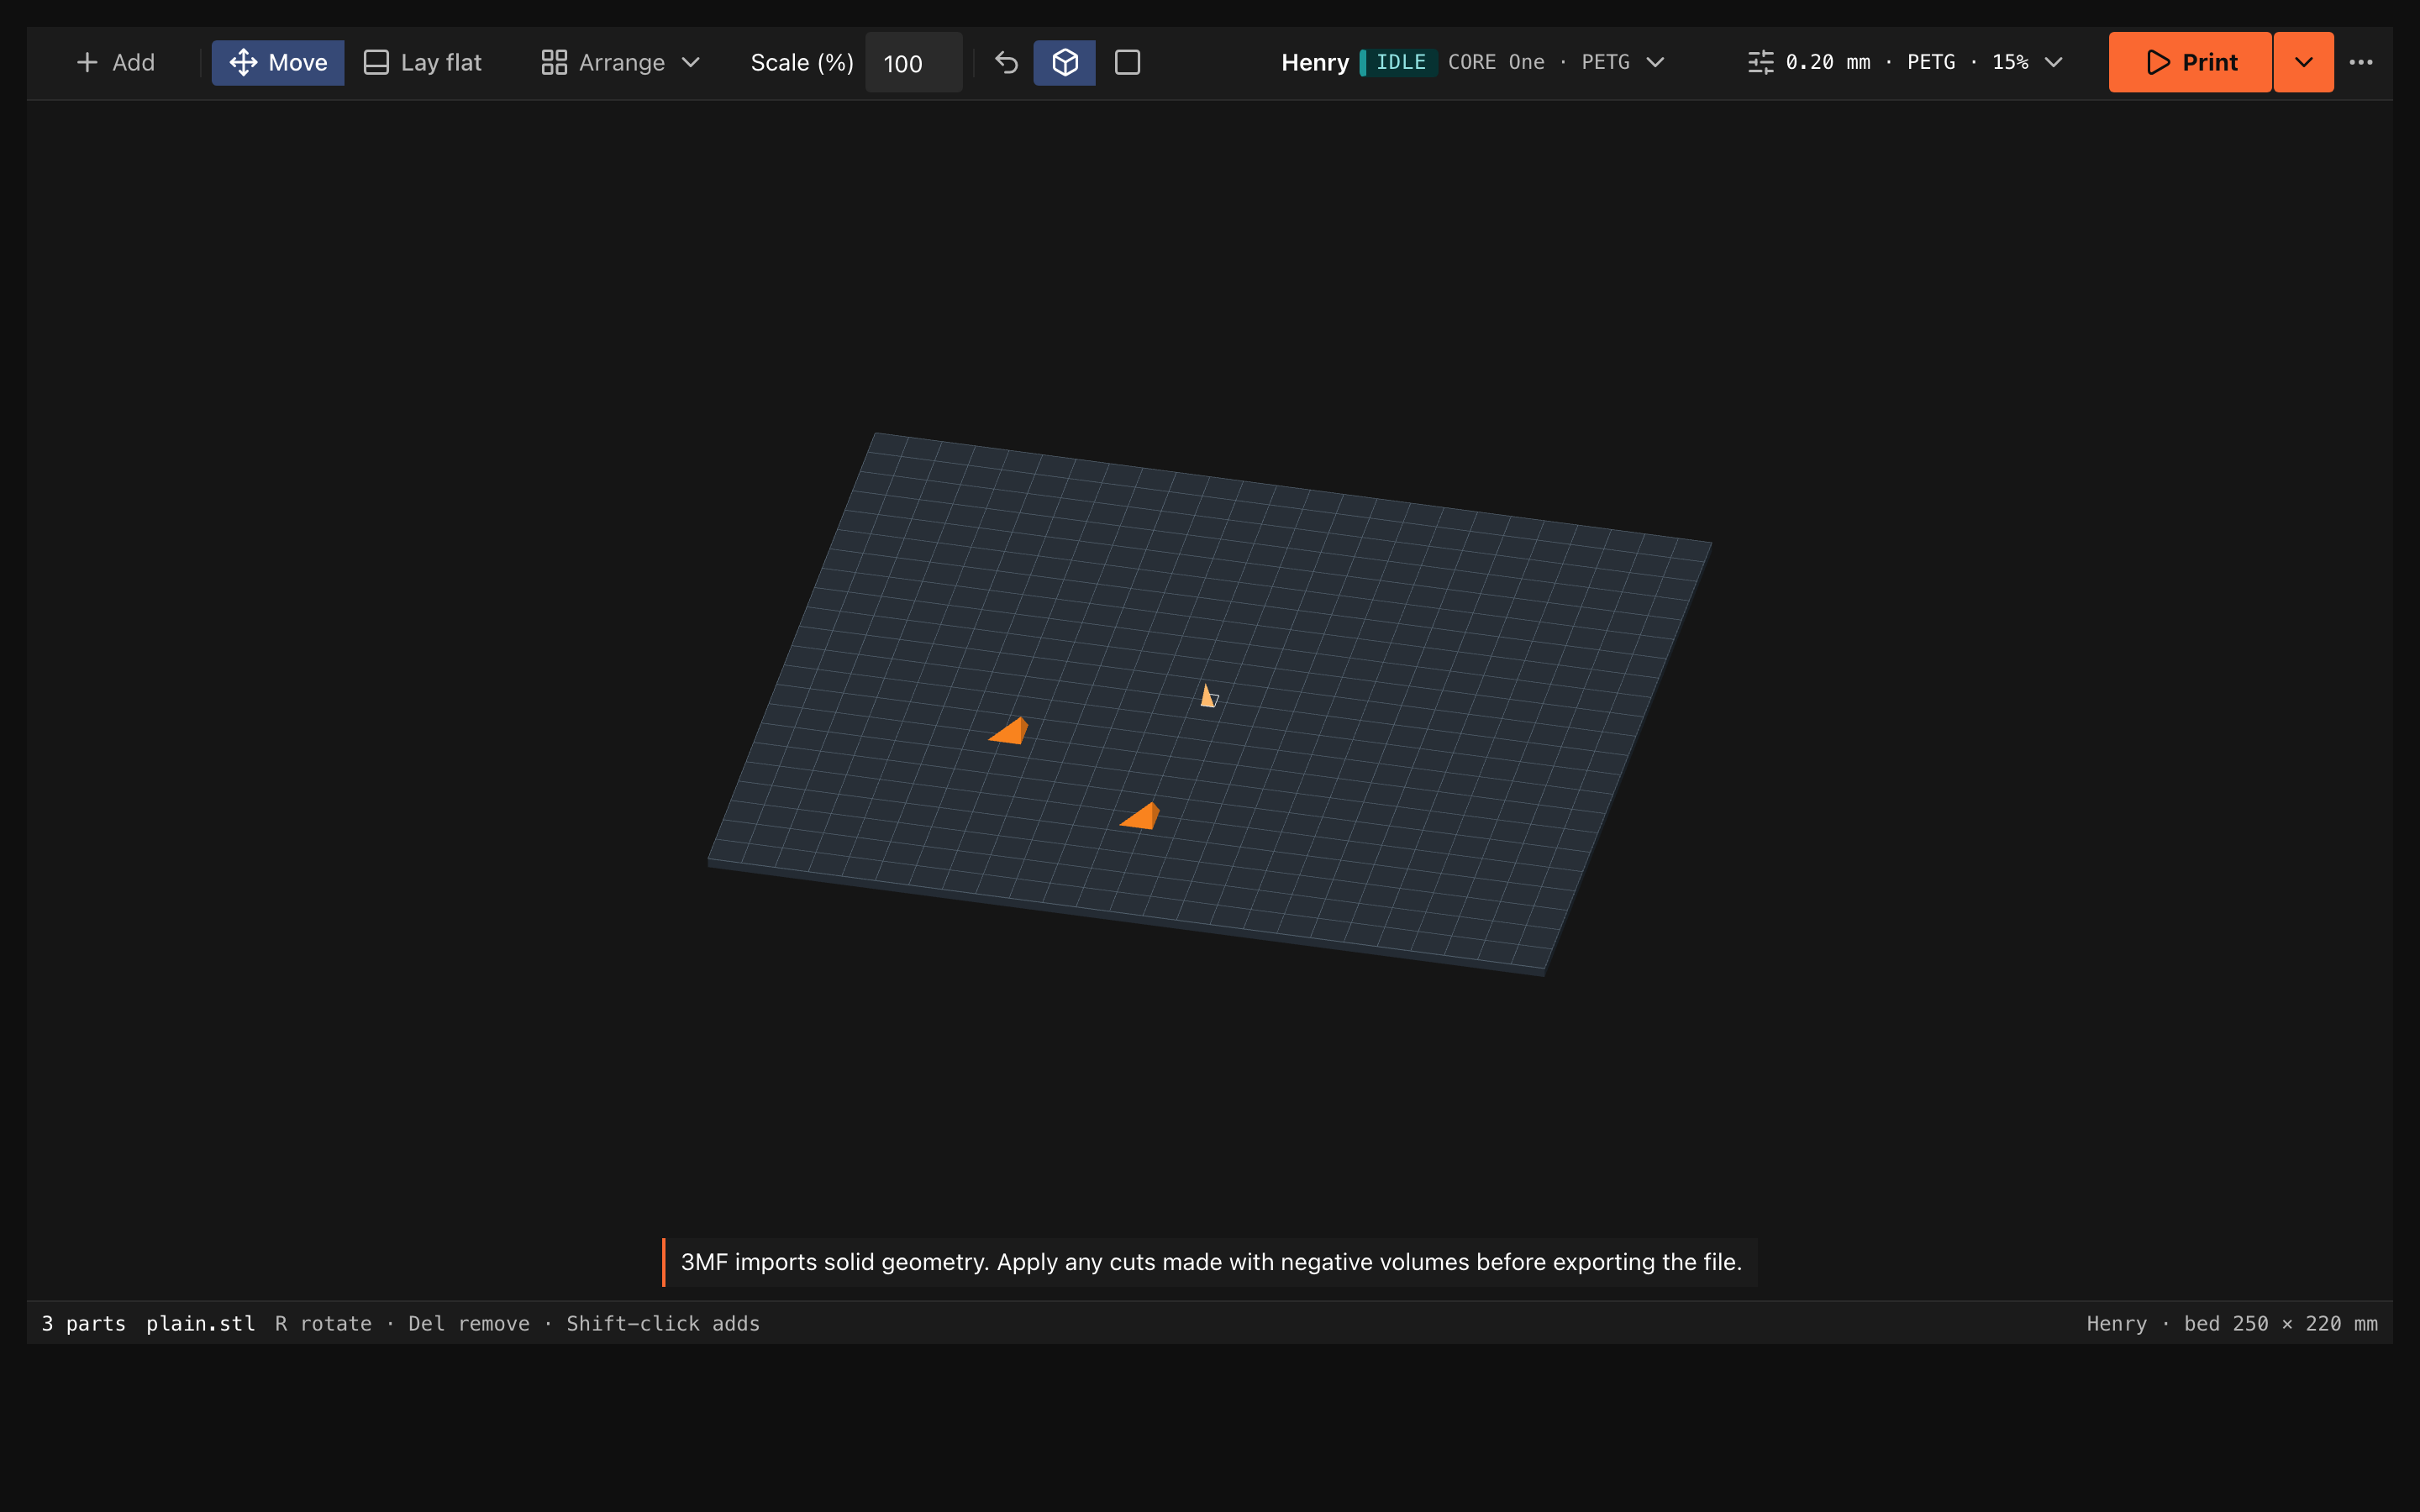 Add Move Lay flat Arrange Scale (%) 100 Henry IDLE CORE One · PETG 0.20 mm · PETG · 15% Print
3MF imports solid geometry. Apply any cuts made with negative volumes before exporting the file.
3 parts plain.stl R rotate · Del remove · Shift-click adds Henry · bed 250 × 220 mm